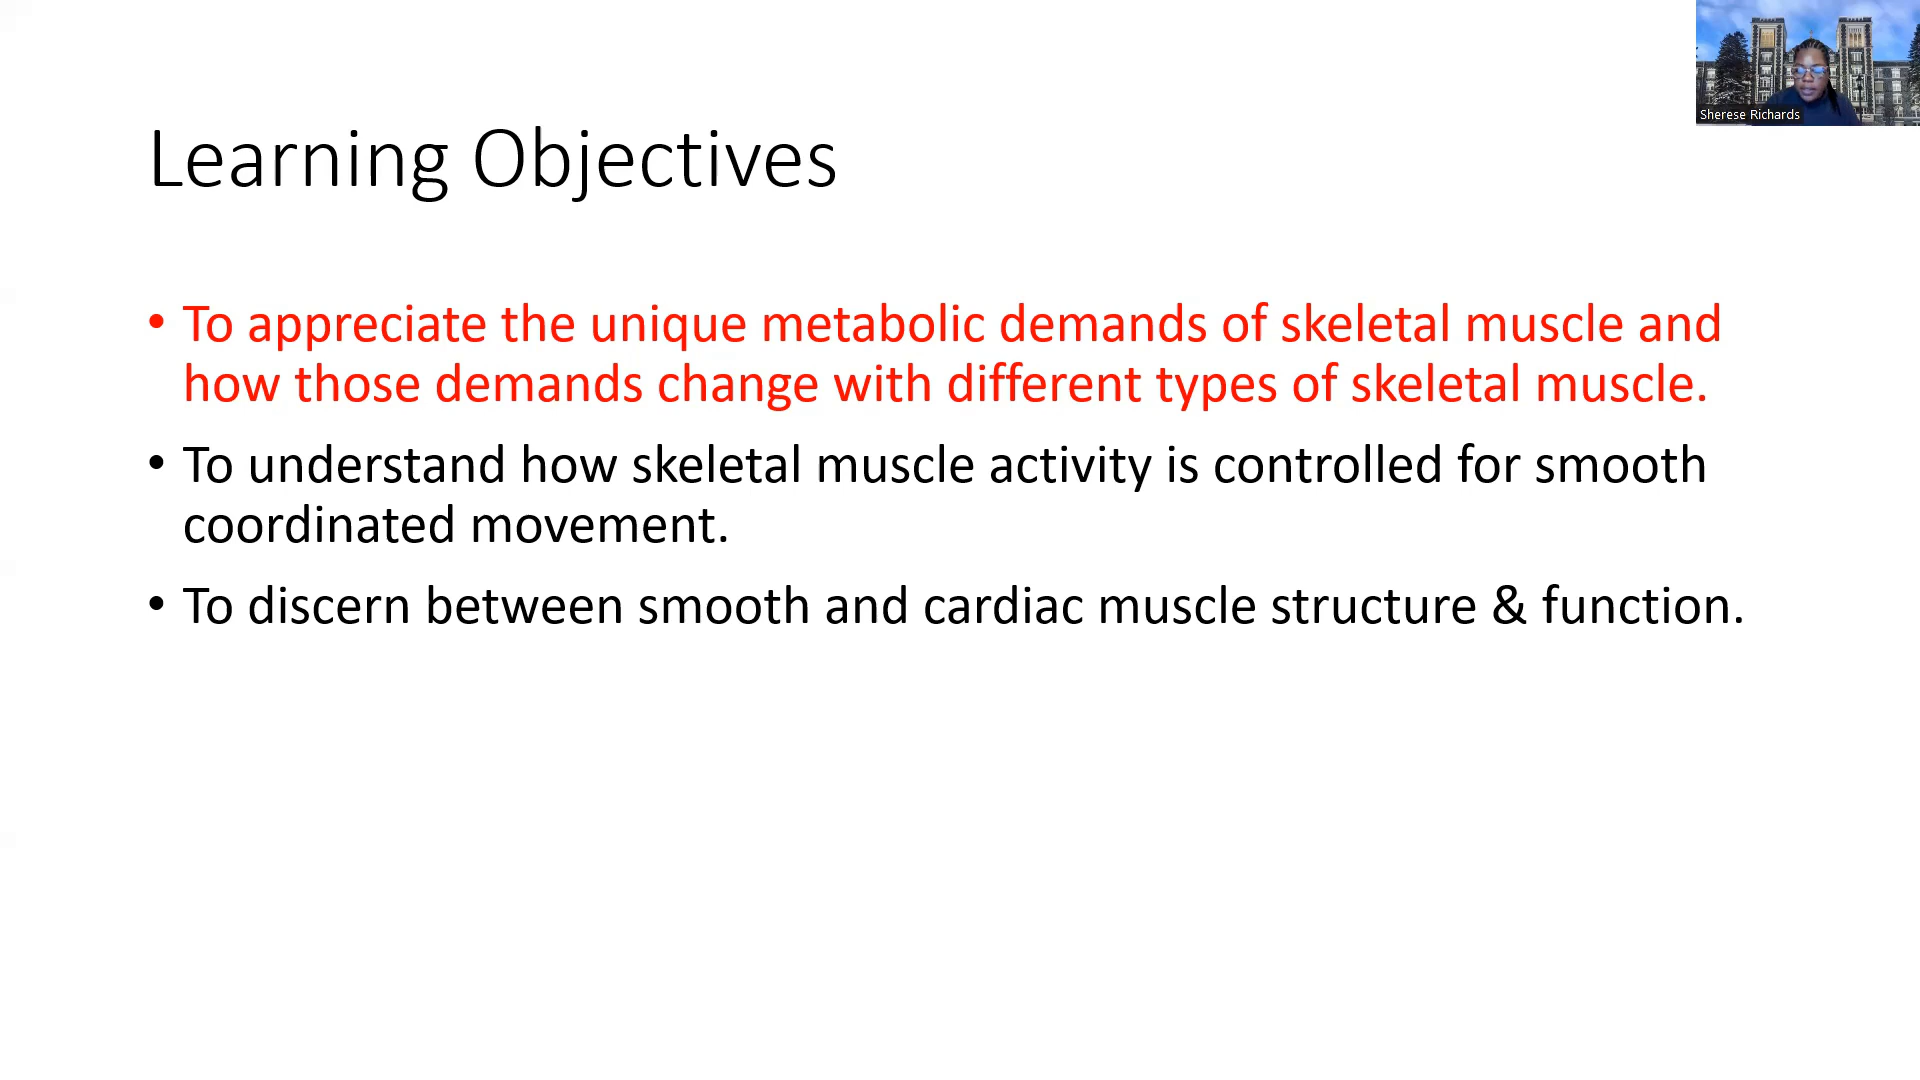 Sherese Richards
Learning Objectives
• To appreciate the unique metabolic demands of skeletal muscle and
how those demands change with different types of skeletal muscle.
• To understand how skeletal muscle activity is controlled for smooth
coordinated movement.
• To discern between smooth and cardiac muscle structure & function.